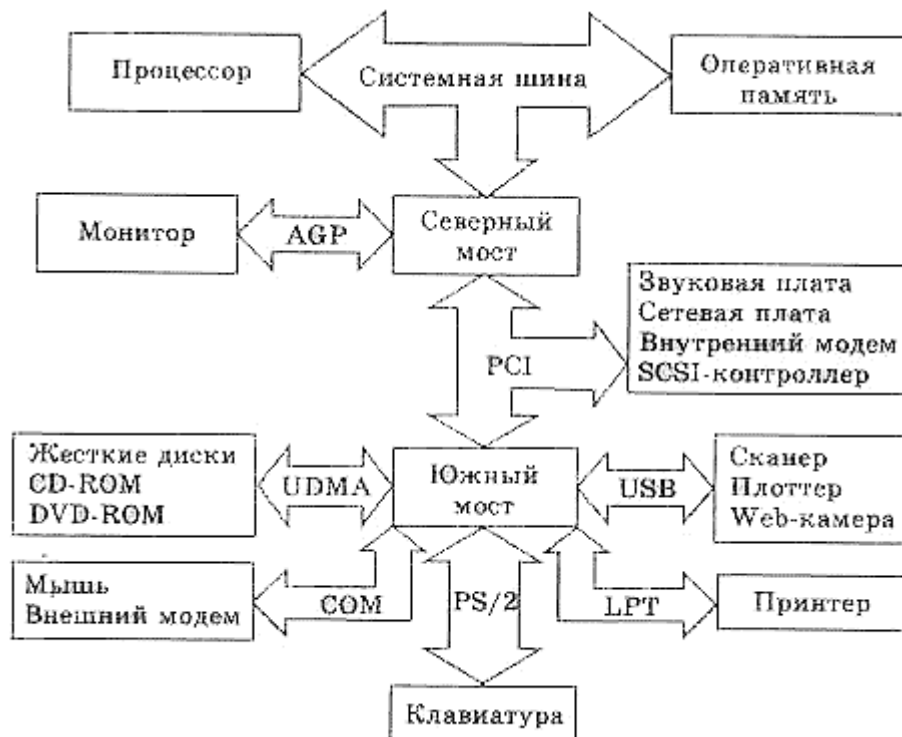 Процессор
Системная шина
Оперативная
память
Монитор
AGP
Северный
мост
PCI
Звуковая плата
Сетевая плата
Внутренний модем
SCSI-контроллер
Жесткие диски
CD-ROM
DVD-ROM
UDMA
Южный
мост
USB
Сканер
Плоттер
Web-камера
Мышь
Внешний модем
COM
PS/2
LPT
Принтер
Клавиатура